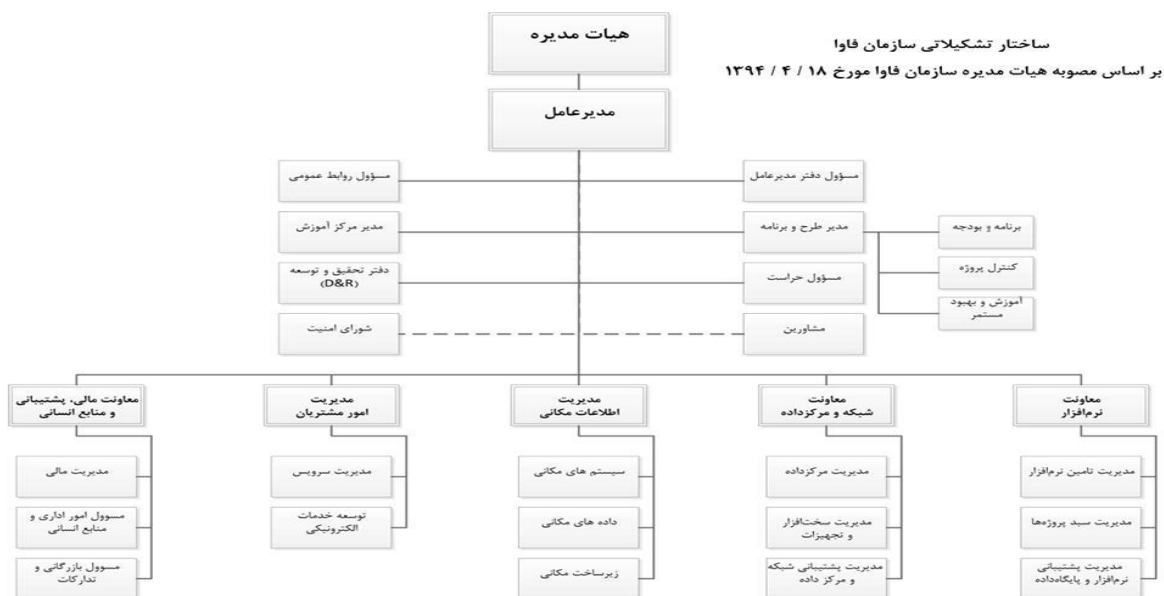 ساختار تشکیلاتی سازمان فاوا
بر اساس مصوبه هیات مدیره سازمان فاوا مورخ ۱۸ / ۴ / ۱۳۹۴
هیات مدیره
مدیرعامل
مسؤول دفتر مدیرعامل
مسؤول روابط عمومی
مدیر طرح و برنامه
مدیر مرکز آموزش
برنامه و بودجه
کنترل پروژه
آموزش و بهبود
مستمر
مسؤول حراست
دفتر تحقیق و توسعه
(D&R)
مشاورین
شورای امنیت
معاونت
نرم‌افزار
مدیریت تامین نرم‌افزار
مدیریت سبد پروژه‌ها
مدیریت پشتیبانی
نرم‌افزار و پایگاه‌داده
معاونت
شبکه و مرکزداده
مدیریت مرکزداده
مدیریت سخت‌افزار
و تجهیزات
مدیریت پشتیبانی شبکه
و مرکز داده
مدیریت
اطلاعات مکانی
سیستم های مکانی
داده های مکانی
زیرساخت مکانی
مدیریت
امور مشتریان
مدیریت سرویس
توسعه خدمات
الکترونیکی
معاونت مالی، پشتیبانی
و منابع انسانی
مدیریت مالی
مسوول امور اداری و
منابع انسانی
مسوول بازرگانی و
تدارکات